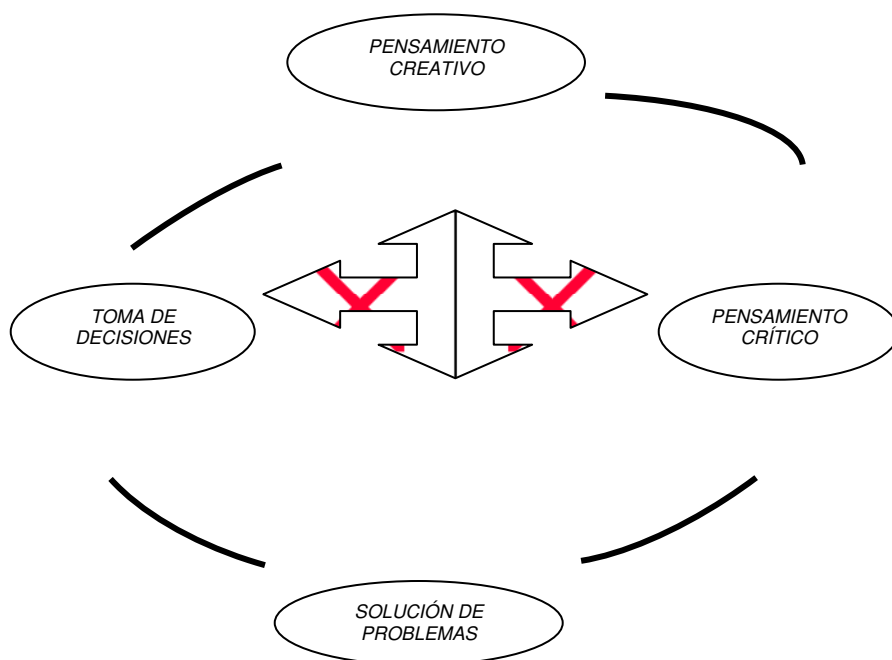 PENSAMIENTO
CREATIVO
TOMA DE
DECISIONES
PENSAMIENTO
CRÍTICO
SOLUCIÓN DE
PROBLEMAS